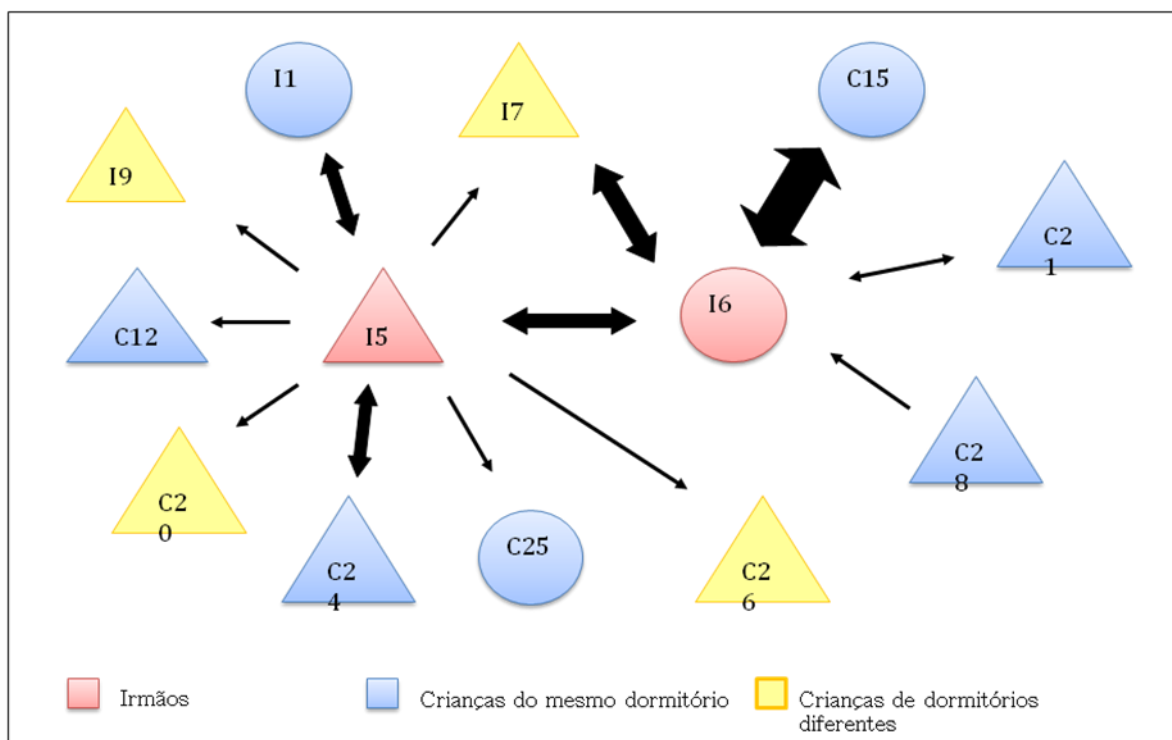 I1
I7
C15
I9
C2
1
I6
C12
I5
C2
8
C2
0
C2
4
C25
C2
6
Irmãos
Crianças do mesmo dormitório
Crianças de dormitórios
diferentes